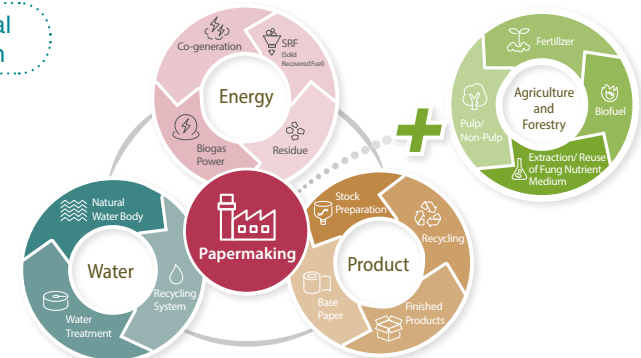 al
n
Co-generation
SRF
(Solid
Recovered Fuel)
Energy
Biogas
Power
Residue
Fertilzer
Agriculture
and
Forestry
Biofuel
Pulp/
Non-Pulp
Extraction/ Reuse
of Fung Nutrient
Medium
Natural
Water Body
Water
Recycling
System
Water
Treatment
Papermaking
Stock
Preparation
Recycling
Product
Base
Paper
Finished
Products